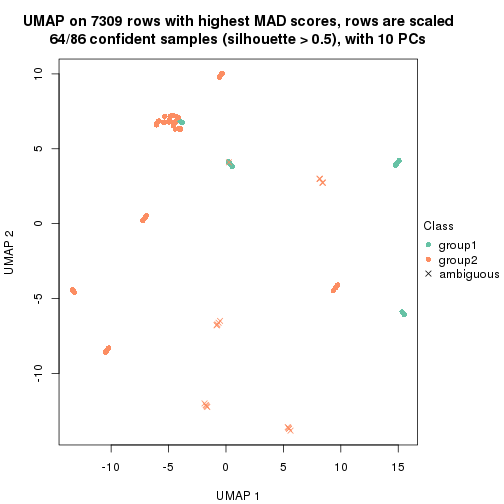 UMAP on 7309 rows with highest MAD scores, rows are scaled
64/86 confident samples (silhouette > 0.5), with 10 PCs
10
5
0
-5
-10
UMAP 2
Class
group1
group2
ambiguous
-10
-5
0
5
10
15
UMAP 1